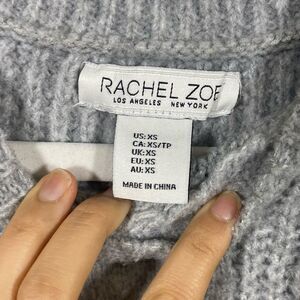 RACHEL ZOE
LOS ANGELES NEW YORK
US: XS
CA: XS/TP
UK: XS
EU: XS
AU: XS
MADE IN CHINA